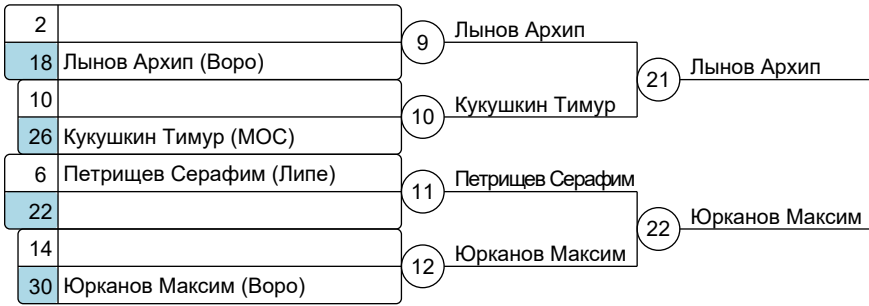 2
9 Лынов Архип
18 Лынов Архип (Воро)
21 Лынов Архип
10
10 Кукушкин Тимур
26 Кукушкин Тимур (МОС)
6 Петрищев Серафим (Липе)
11 Петрищев Серафим
22
22 Юрканов Максим
14
12 Юрканов Максим
30 Юрканов Максим (Воро)